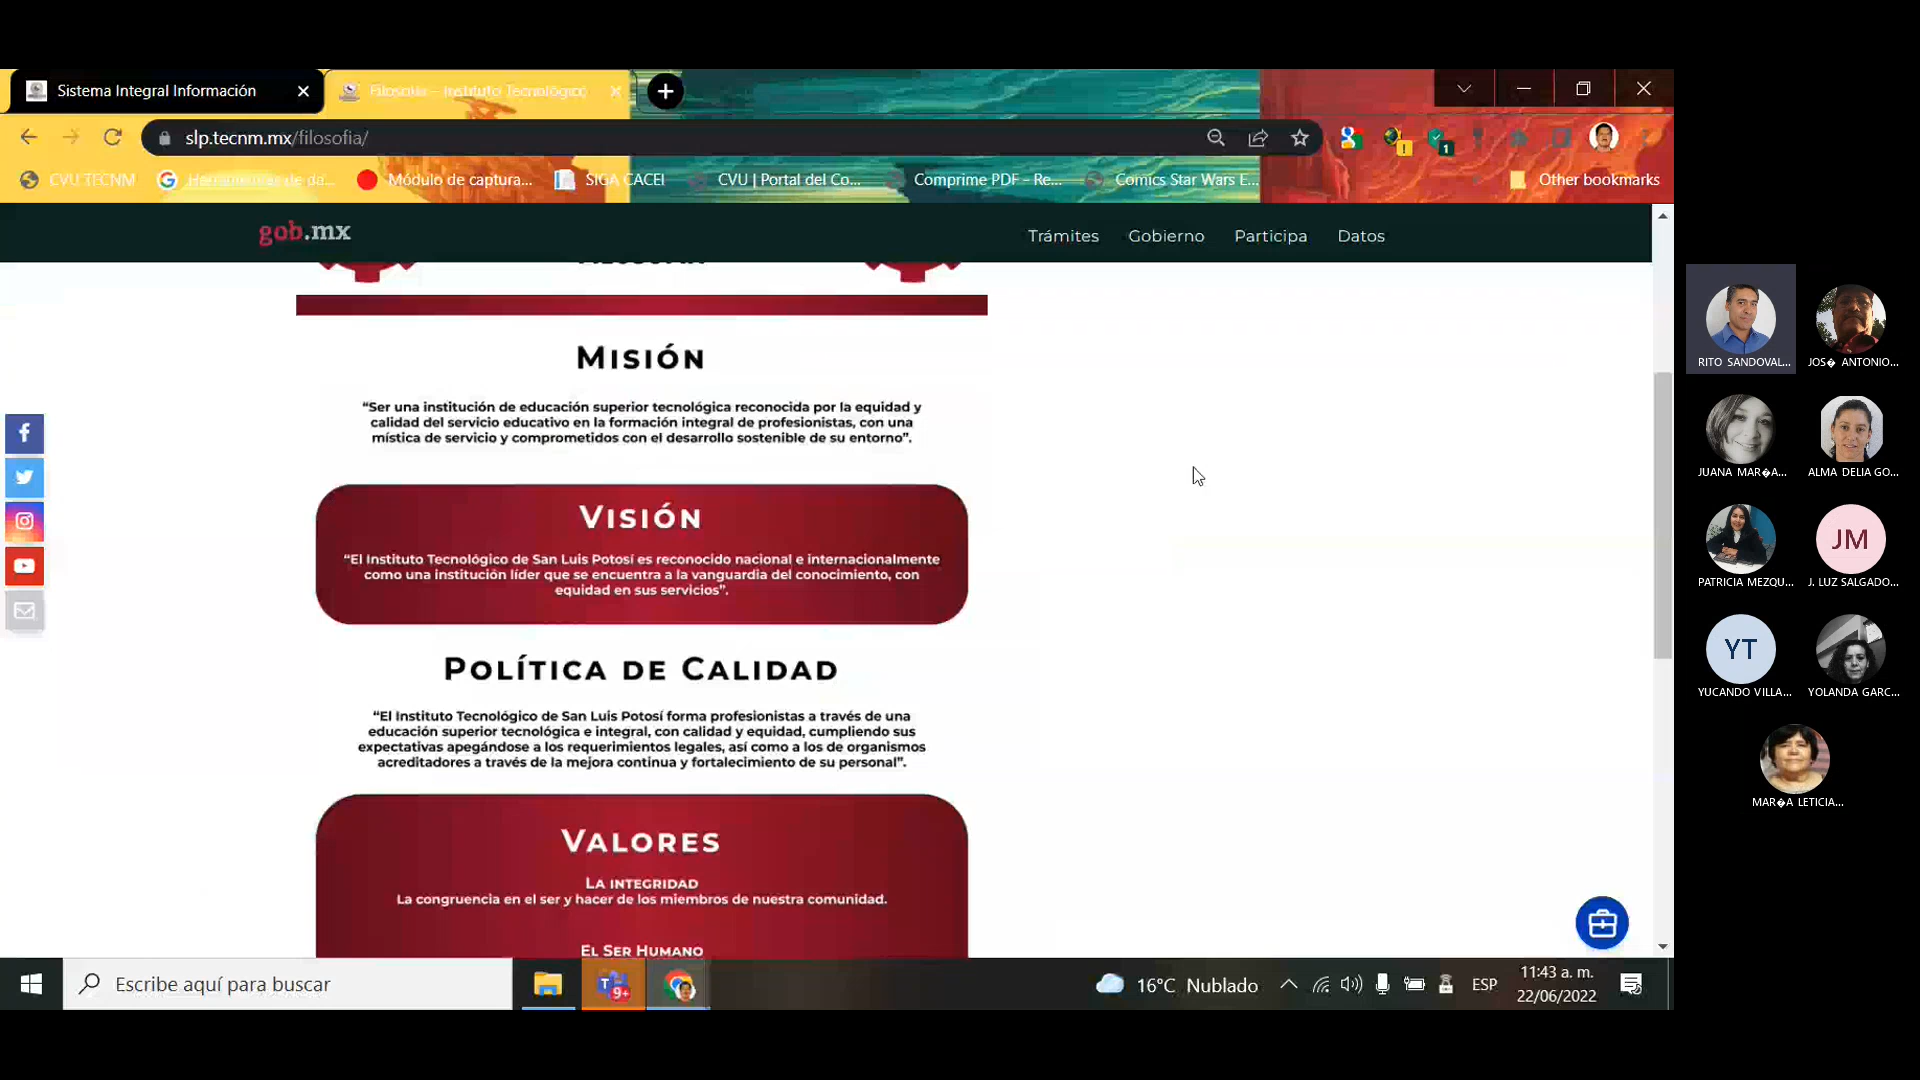 Sistema Integral Información
Filosofía – Instituto Tecnológico
slp.tecnm.mx/filosofia/
CVU TECNM
Herramientas de da...
Módulo de captura...
SIGA CACEI
CVU | Portal del Co...
Comprime PDF - Re...
Comics Star Wars E...
Other bookmarks
gob.mx
Trámites
Gobierno
Participa
Datos
Misión
“Ser una institución de educación superior tecnológica reconocida por la equidad y
calidad del servicio educativo en la formación integral de profesionistas, con una
mística de servicio y comprometidos con el desarrollo sostenible de su entorno”.
Visión
“El Instituto Tecnológico de San Luis Potosí es reconocido nacional e internacionalmente
como una institución líder que se encuentra a la vanguardia del conocimiento, con
equidad en sus servicios”.
Política de Calidad
“El Instituto Tecnológico de San Luis Potosí forma profesionistas a través de una
educación superior tecnológica e integral, con calidad y equidad, cumpliendo sus
expectativas apegándose a los requerimientos legales, así como a los de organismos
acreditadores a través de la mejora continua y fortalecimiento de su personal”.
Valores
La integridad
La congruencia en el ser y hacer de los miembros de nuestra comunidad.
El Ser Humano
RITO SANDOVAL...
JOS� ANTONIO...
JUANA MAR�A...
ALMA DELIA GO...
PATRICIA MEZQU...
JM
J. LUZ SALGADO...
YT
YUCANDO VILLA...
YOLANDA GARC...
MAR�A LETICIA...
Escribe aquí para buscar
9+
16°C Nublado
ESP
11:43 a. m.
22/06/2022